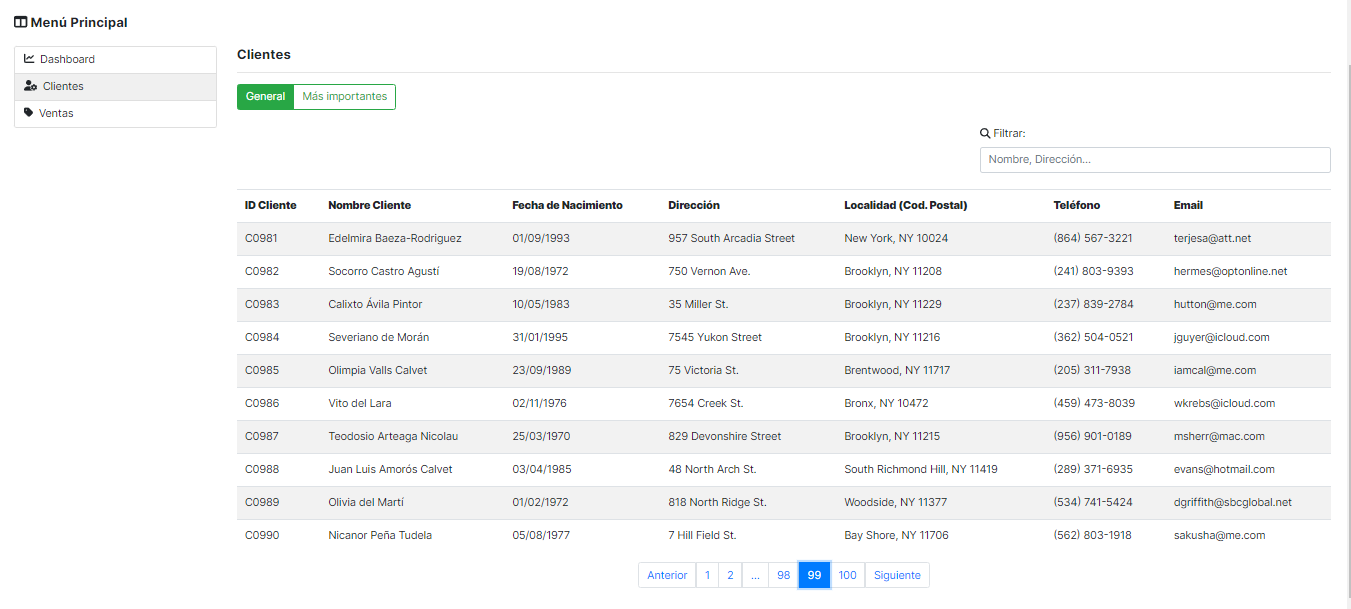 Menú Principal
Dashboard
Clientes
Ventas
Clientes
General Más importantes
Filtrar:
Nombre, Dirección...
ID Cliente Nombre Cliente Fecha de Nacimiento Dirección Localidad (Cod. Postal) Teléfono Email
C0981 Edelmira Baeza-Rodriguez 01/09/1993 957 South Arcadia Street New York, NY 10024 (864) 567-3221 terjesa@att.net
C0982 Socorro Castro Agustí 19/08/1972 750 Vernon Ave. Brooklyn, NY 11208 (241) 803-9393 hermes@optonline.net
C0983 Calixto Ávila Pintor 10/05/1983 35 Miller St. Brooklyn, NY 11229 (237) 839-2784 hutton@me.com
C0984 Severiano de Morán 31/01/1995 7545 Yukon Street Brooklyn, NY 11216 (362) 504-0521 jguyer@icloud.com
C0985 Olimpia Valls Calvet 23/09/1989 75 Victoria St. Brentwood, NY 11717 (205) 311-7938 iamcal@me.com
C0986 Vito del Lara 02/11/1976 7654 Creek St. Bronx, NY 10472 (459) 473-8039 wkrebs@icloud.com
C0987 Teodosio Arteaga Nicolau 25/03/1970 829 Devonshire Street Brooklyn, NY 11215 (956) 901-0189 msherr@mac.com
C0988 Juan Luis Amorós Calvet 03/04/1985 48 North Arch St. South Richmond Hill, NY 11419 (289) 371-6935 evans@hotmail.com
C0989 Olivia del Martí 01/02/1972 818 North Ridge St. Woodside, NY 11377 (534) 741-5424 dgriffith@sbcglobal.net
C0990 Nicanor Peña Tudela 05/08/1977 7 Hill Field St. Bay Shore, NY 11706 (562) 803-1918 sakusha@me.com
Anterior 1 2 ... 98 99 100 Siguiente